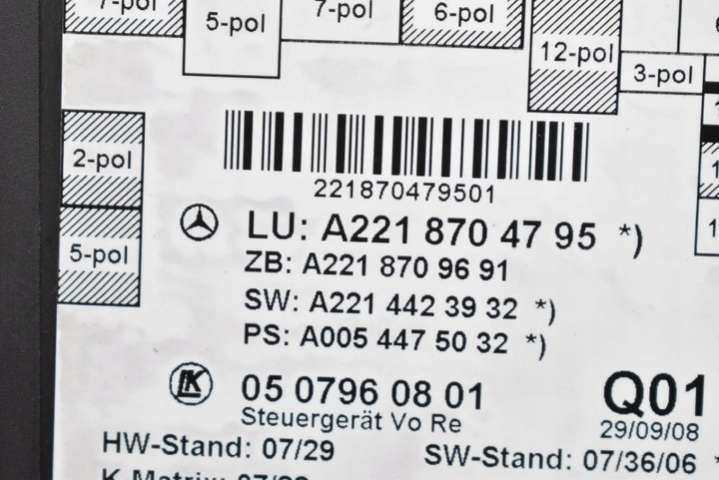 7-pol
5-pol
7-pol
6-pol
12-pol
3-pol
2-pol
5-pol
221870479501
LU: A221 870 47 95 *)
ZB: A221 870 96 91
SW: A221 442 39 32 *)
PS: A005 447 50 32 *)
LK 05 0796 08 01
Q01
Steuergerät Vo Re
29/09/08
HW-Stand: 07/29
SW-Stand: 07/36/06 *
K-Matrix: